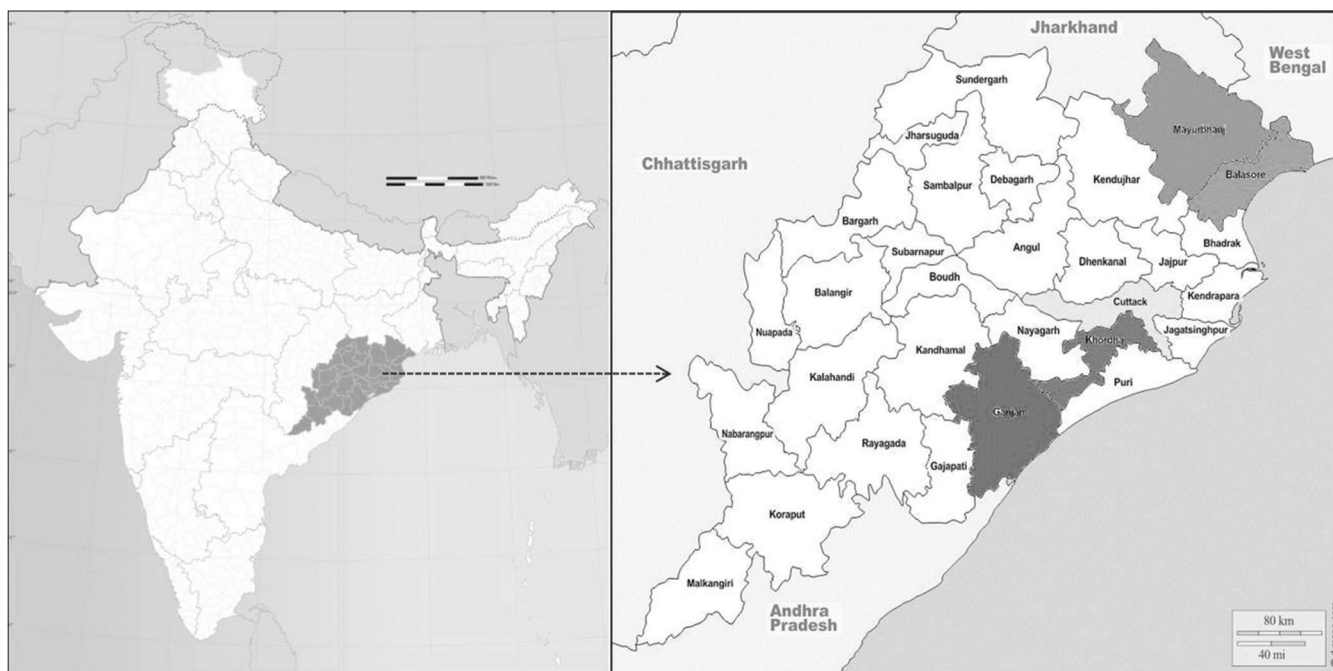 Jharkhand
West
Bengal
Sundergarh
Mayurbhanj
Jharsuguda
Chhattisgarh
Balasore
Sambalpur
Debagarh
Kendujhar
Bargarh
Subarnapur
Angul
Bhadrak
Dhenkanal
Jajpur
Boudh
Balangir
Kendrapara
Cuttack
Nuapada
Nayagarh
Jagatsinghpur
Khordha
Kandhamal
Kalahandi
Puri
Ganjam
Nabarangpur
Rayagada
Gajapati
Koraput
Malkangiri
Andhra
Pradesh
80 km
40 mi